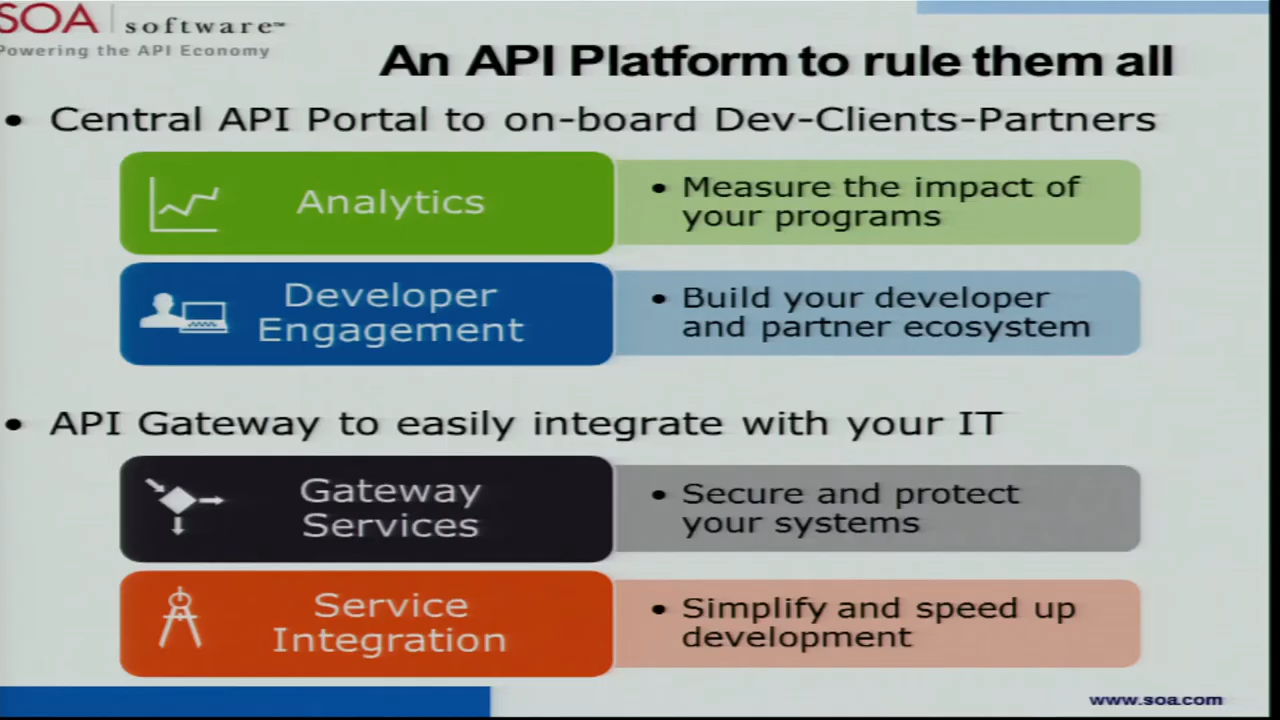 SOA software™
Powering the API Economy
An API Platform to rule them all
• Central API Portal to on-board Dev-Clients-Partners
Analytics
• Measure the impact of
your programs
Developer
Engagement
• Build your developer
and partner ecosystem
• API Gateway to easily integrate with your IT
Gateway
Services
• Secure and protect
your systems
Service
Integration
• Simplify and speed up
development
www.soa.com